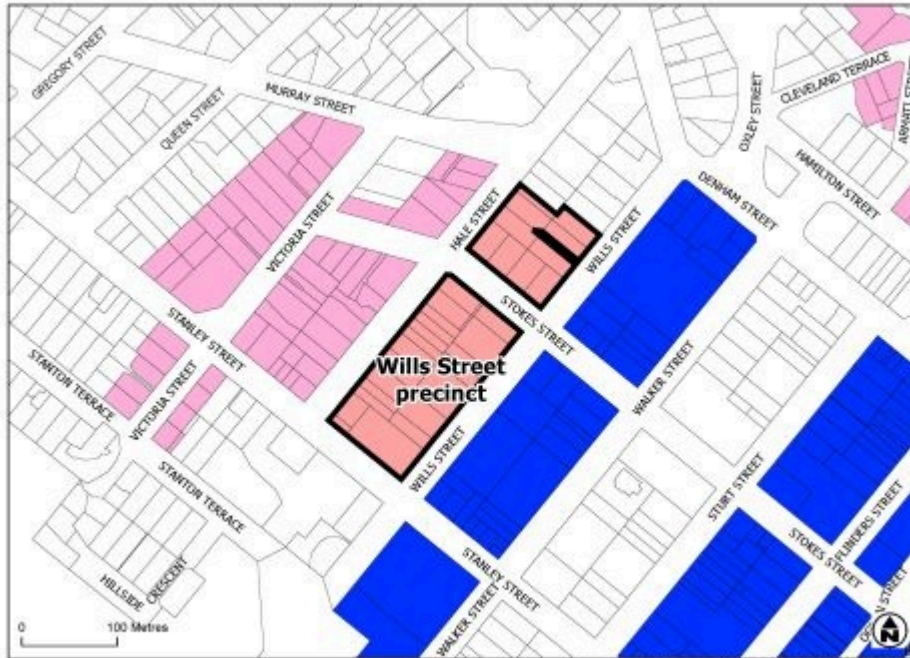 GREGORY STREET
QUEEN STREET
MURRAY STREET
OXLEY STREET
CLEVELAND TERRACE
HAMILTON STREET
DENHAM STREET
VICTORIA STREET
HALE STREET
WILLS STREET
STANLEY STREET
STOKES STREET
Wills Street
precinct
STANTON TERRACE
VICTORIA STREET
WALKER STREET
WILLS STREET
STANTON TERRACE
STURT STREET
STANLEY STREET
STOKES STREET
FLINDERS STREET
HILLSIDE
CRESCENT
WALKER STREET
STREET
0 100 Metres
N